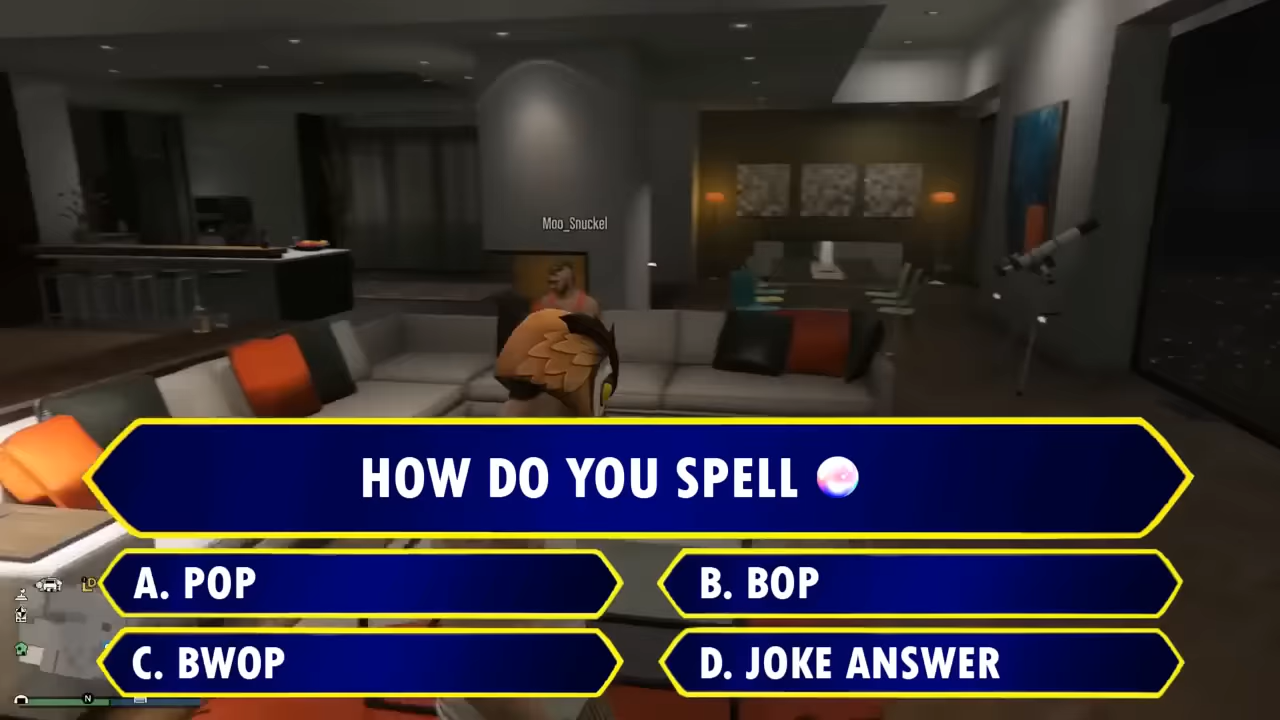 Moo_Snuckel
HOW DO YOU SPELL
A. POP
B. BOP
C. BWOP
D. JOKE ANSWER
N